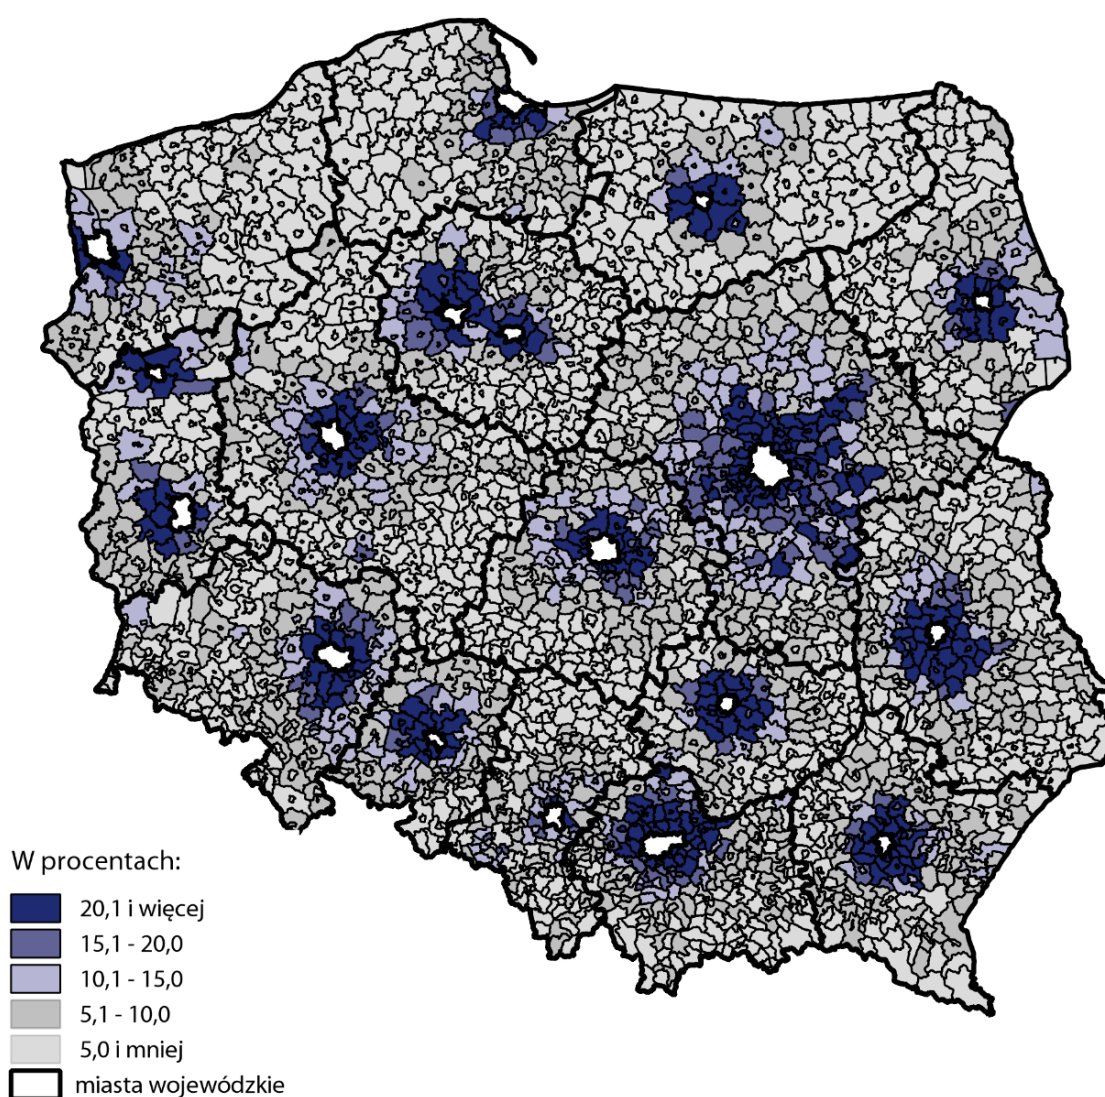 W procentach:
20,1 i więcej
15,1 - 20,0
10,1 - 15,0
5,1 - 10,0
5,0 i mniej
miasta wojewódzkie